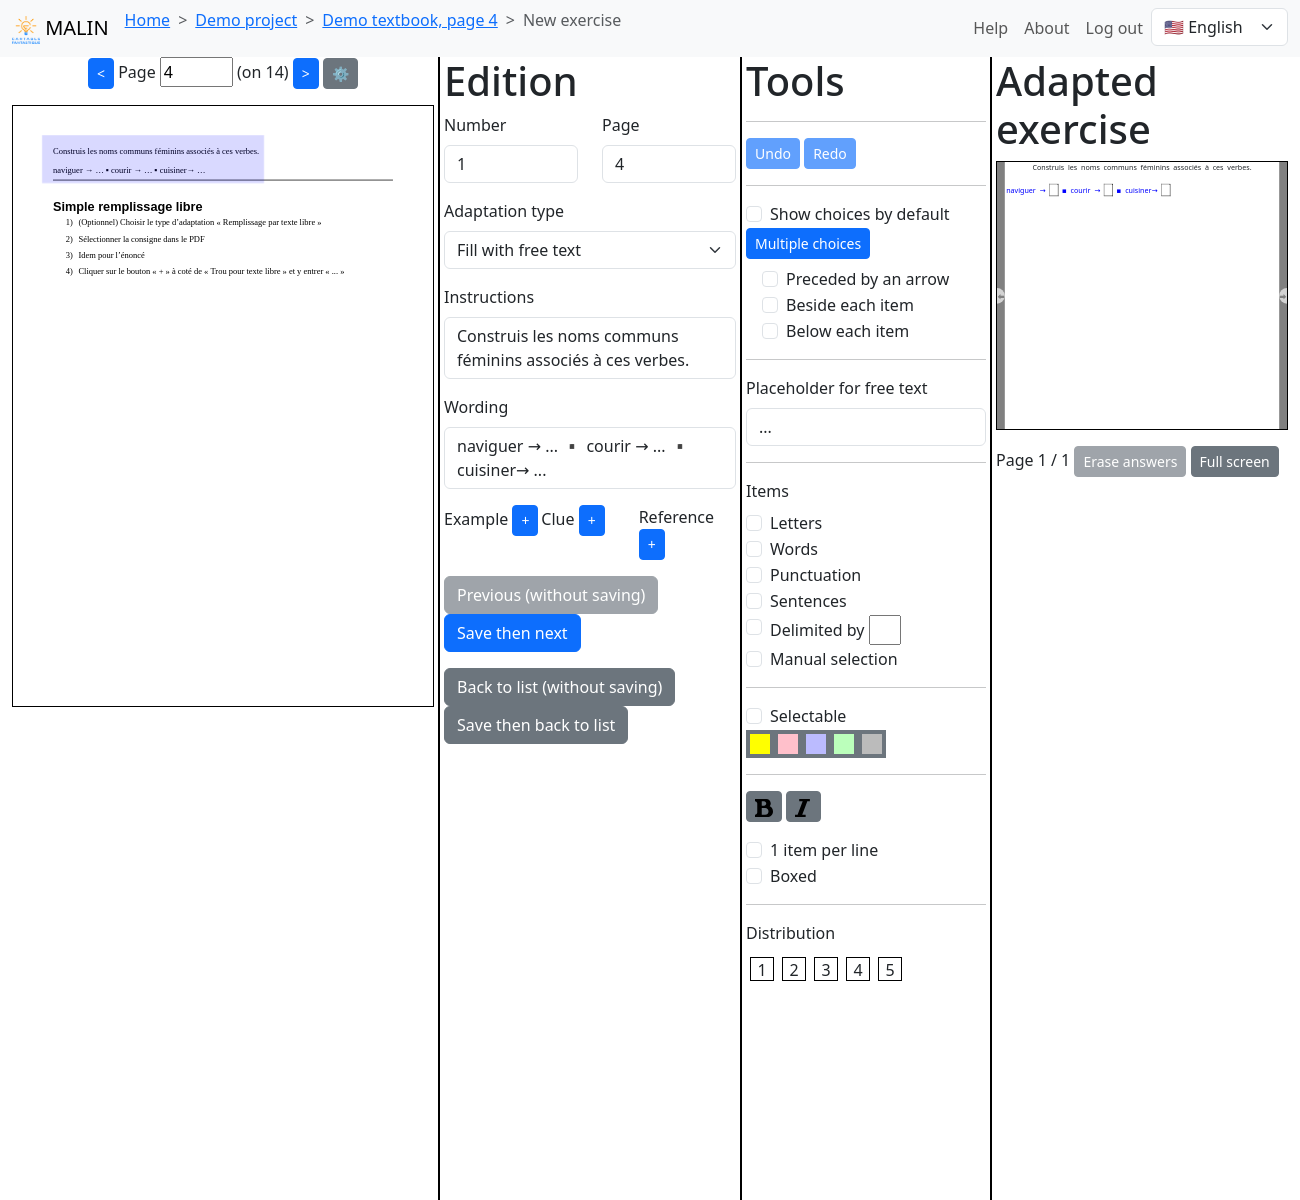 MALIN
Home > Demo project > Demo textbook, page 4 > New exercise
Help About Log out 🇺🇸 English
< Page 4 (on 14) > ⚙️
Construis les noms communs féminins associés à ces verbes.
naviguer → … ▪ courir → … ▪ cuisiner→ …
Simple remplissage libre
1) (Optionnel) Choisir le type d’adaptation « Remplissage par texte libre »
2) Sélectionner la consigne dans le PDF
3) Idem pour l’énoncé
4) Cliquer sur le bouton « + » à coté de « Trou pour texte libre » et y entrer « ... »
Edition
Number Page
1 4
Adaptation type
Fill with free text
Instructions
Construis les noms communs
féminins associés à ces verbes.
Wording
naviguer → … ▪ courir → … ▪
cuisiner→ …
Example + Clue + Reference
+
Previous (without saving)
Save then next
Back to list (without saving)
Save then back to list
Tools
Undo Redo
Show choices by default
Multiple choices
Preceded by an arrow
Beside each item
Below each item
Placeholder for free text
...
Items
Letters
Words
Punctuation
Sentences
Delimited by
Manual selection
Selectable
B I
1 item per line
Boxed
Distribution
1 2 3 4 5
Adapted
exercise
Construis les noms communs féminins associés à ces verbes.
naviguer → ▪ courir → ▪ cuisiner→
Page 1 / 1 Erase answers Full screen